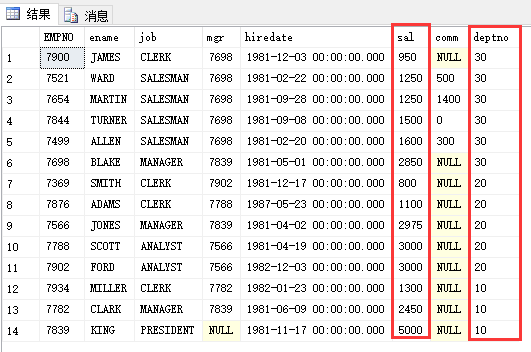 结果 消息
EMPNO ename job mgr hiredate sal comm deptno
1 7900 JAMES CLERK 7698 1981-12-03 00:00:00.000 950 NULL 30
2 7521 WARD SALESMAN 7698 1981-02-22 00:00:00.000 1250 500 30
3 7654 MARTIN SALESMAN 7698 1981-09-28 00:00:00.000 1250 1400 30
4 7844 TURNER SALESMAN 7698 1981-09-08 00:00:00.000 1500 0 30
5 7499 ALLEN SALESMAN 7698 1981-02-20 00:00:00.000 1600 300 30
6 7698 BLAKE MANAGER 7839 1981-05-01 00:00:00.000 2850 NULL 30
7 7369 SMITH CLERK 7902 1981-12-17 00:00:00.000 800 NULL 20
8 7876 ADAMS CLERK 7788 1987-05-23 00:00:00.000 1100 NULL 20
9 7566 JONES MANAGER 7839 1981-04-02 00:00:00.000 2975 NULL 20
10 7788 SCOTT ANALYST 7566 1981-04-19 00:00:00.000 3000 NULL 20
11 7902 FORD ANALYST 7566 1982-12-03 00:00:00.000 3000 NULL 20
12 7934 MILLER CLERK 7782 1982-01-23 00:00:00.000 1300 NULL 10
13 7782 CLARK MANAGER 7839 1981-06-09 00:00:00.000 2450 NULL 10
14 7839 KING PRESIDENT NULL 1981-11-17 00:00:00.000 5000 NULL 10